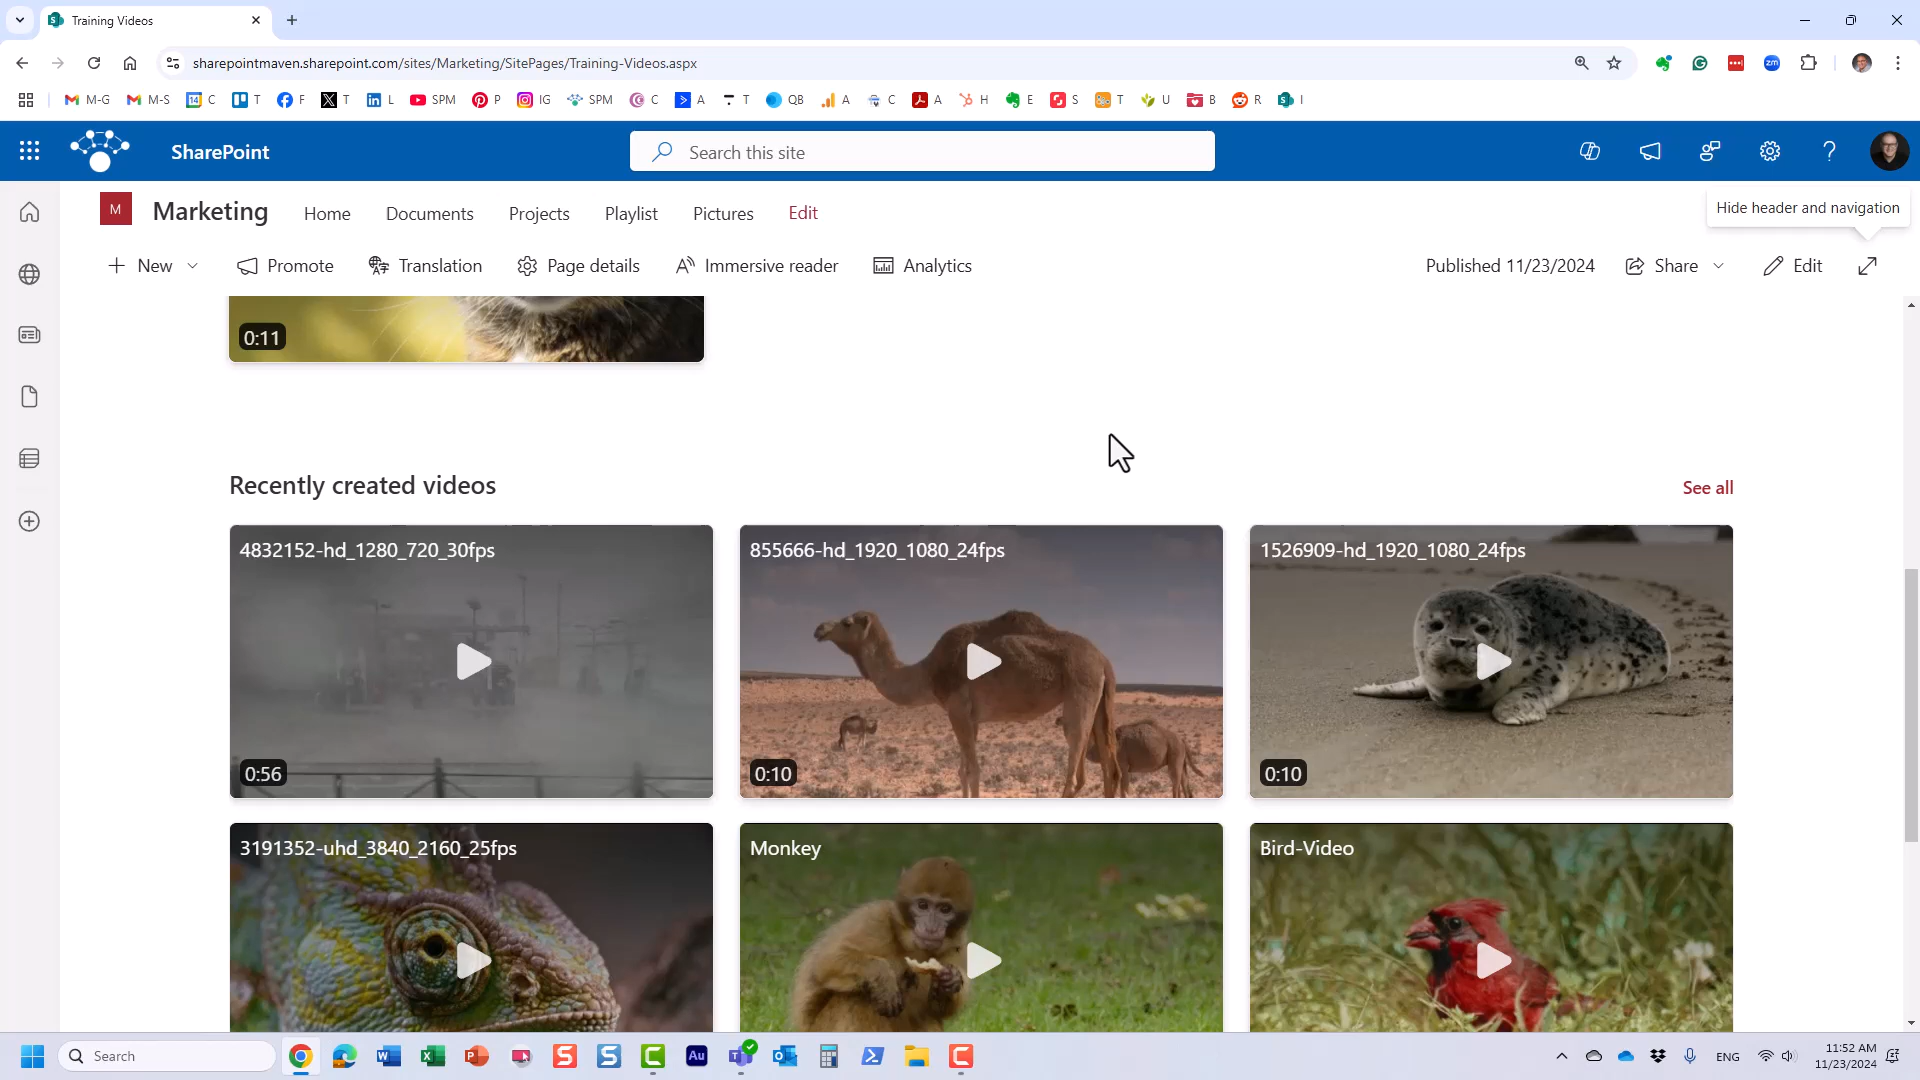 Training Videos
sharepointmaven.sharepoint.com/sites/Marketing/SitePages/Training-Videos.aspx
M-G M-S C T F T L SPM P IG SPM C A T QB A C A H E S T U B R I
SharePoint
Search this site
M Marketing Home Documents Projects Playlist Pictures Edit
Hide header and navigation
New Promote Translation Page details Immersive reader Analytics Published 11/23/2024 Share Edit
0:11
Recently created videos See all
4832152-hd_1280_720_30fps 855666-hd_1920_1080_24fps 1526909-hd_1920_1080_24fps
0:56 0:10 0:10
3191352-uhd_3840_2160_25fps Monkey Bird-Video
Search ENG 11:52 AM
11/23/2024